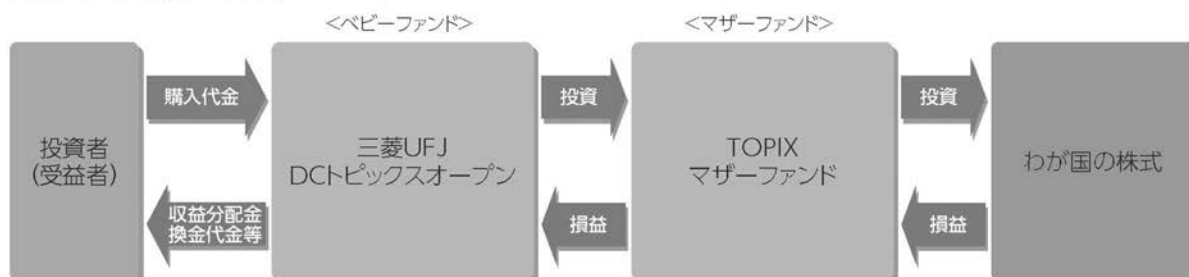 <ベビーファンド>
<マザーファンド>
投資者
(受益者)
購入代金
収益分配金
換金代金等
三菱UFJ
DCトピックスオープン
投資
損益
TOPIX
マザーファンド
投資
損益
わが国の株式